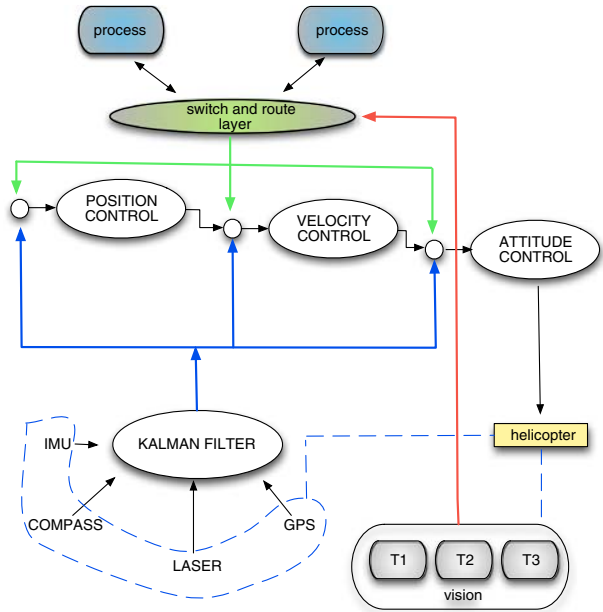 process
process
switch and route
layer
POSITION
CONTROL
VELOCITY
CONTROL
ATTITUDE
CONTROL
IMU
KALMAN FILTER
helicopter
COMPASS
GPS
LASER
T1
T2
T3
vision